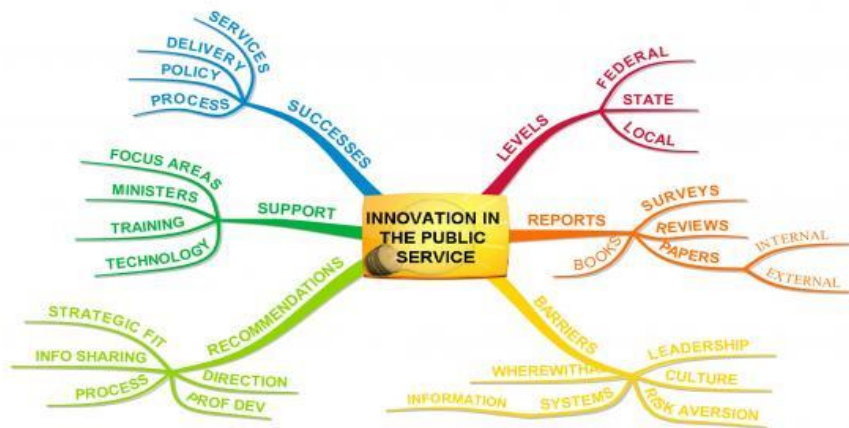 INNOVATION IN
THE PUBLIC
SERVICE
SUCCESSES
SERVICES
DELIVERY
POLICY
PROCESS
SUPPORT
FOCUS AREAS
MINISTERS
TRAINING
TECHNOLOGY
RECOMMENDATIONS
STRATEGIC FIT
INFO SHARING
PROCESS
DIRECTION
PROF DEV
LEVELS
FEDERAL
STATE
LOCAL
REPORTS
SURVEYS
REVIEWS
PAPERS
INTERNAL
EXTERNAL
BOOKS
BARRIERS
LEADERSHIP
CULTURE
RISK AVERSION
WHEREWITHA
SYSTEMS
INFORMATION